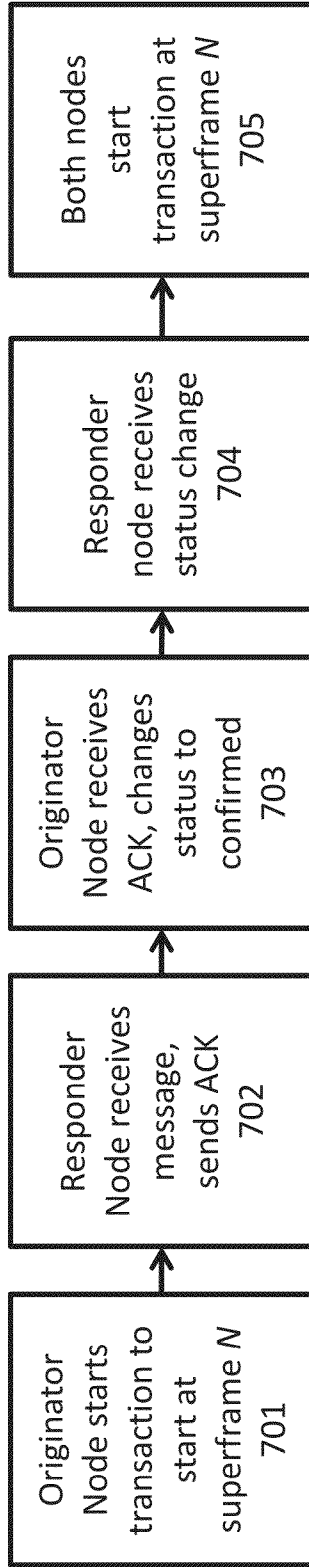 Originator
Node starts
transaction to
start at
superframe N
701
Responder
Node receives
message,
sends ACK
702
Originator
Node receives
ACK, changes
status to
confirmed
703
Responder
node receives
status change
704
Both nodes
start
transaction at
superframe N
705